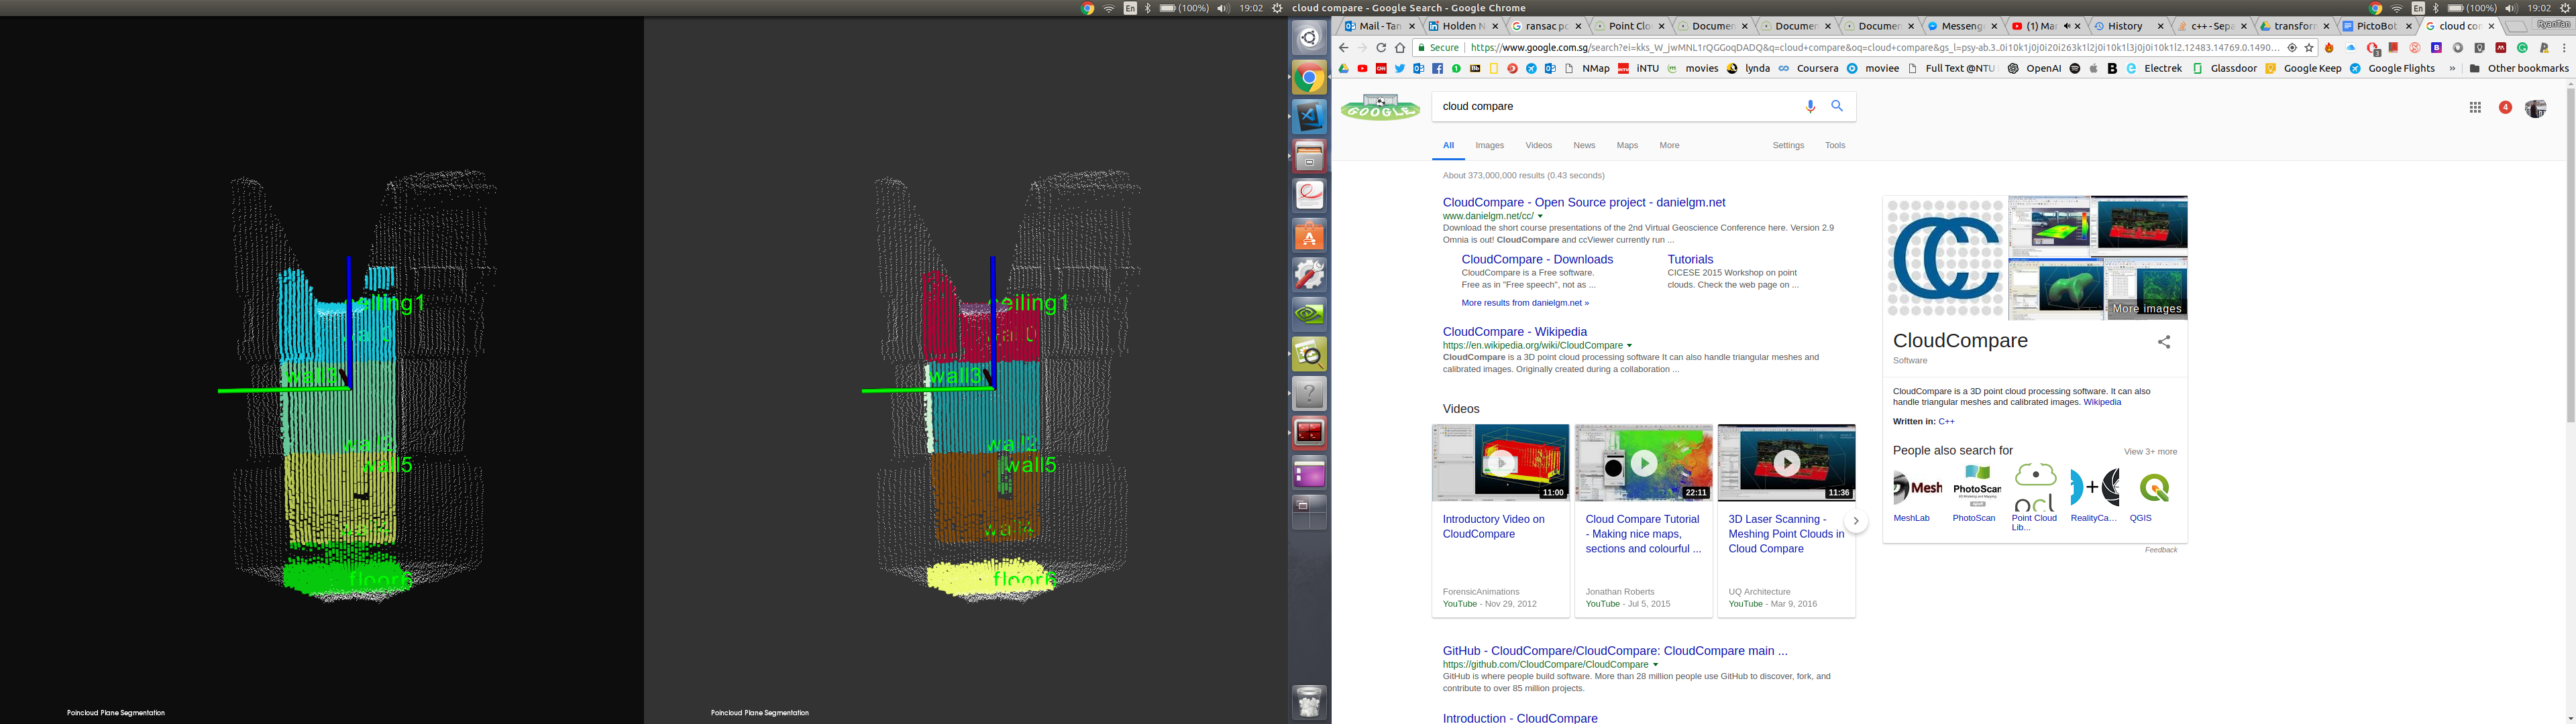 En (100%) 19:02
cloud compare - Google Search - Google Chrome
En (100%) 19:02
ceiling1
wall3
wall5
floor6
Poincloud Plane Segmentation
ceiling1
wall3
wall2
wall5
wall4
floor6
Poincloud Plane Segmentation
Mail - Tan
Holden N
ransac po
Point Clo
Documen
Documen
Documen
Messeng
(1) Ma
History
c++ - Sepa
transform
PictoBot
cloud com
RyanTan
Secure
https://www.google.com.sg/search?ei=kks_W_jwMNL1rQGGoqDADQ&q=cloud+compare&oq=cloud+compare&gs_l=psy-ab.3..0i10k1j0j0i20i263k1l2j0i10k1l3j0j0i10k1l2.12483.14769.0.1490...
NMap iNTU movies lynda Coursera moviee Full Text @NTU OpenAI Electrek Glassdoor Google Keep Google Flights » Other bookmarks
GOOGLE
cloud compare
4
All Images Videos News Maps More Settings Tools
About 373,000,000 results (0.43 seconds)
CloudCompare - Open Source project - danielgm.net
www.danielgm.net/cc/
Download the short course presentations of the 2nd Virtual Geoscience Conference here. Version 2.9
Omnia is out! CloudCompare and ccViewer currently run ...
CloudCompare - Downloads
CloudCompare is a Free software.
Free as in "Free speech", not as ...
Tutorials
CICESE 2015 Workshop on point
clouds. Check the web page on ...
More results from danielgm.net »
CloudCompare - Wikipedia
https://en.wikipedia.org/wiki/CloudCompare
CloudCompare is a 3D point cloud processing software It can also handle triangular meshes and
calibrated images. Originally created during a collaboration ...
Videos
11:00
22:11
11:36
Introductory Video on
CloudCompare
ForensicAnimations
YouTube - Nov 29, 2012
Cloud Compare Tutorial
- Making nice maps,
sections and colourful ...
Jonathan Roberts
YouTube - Jul 5, 2015
3D Laser Scanning -
Meshing Point Clouds in
Cloud Compare
UQ Architecture
YouTube - Mar 9, 2016
GitHub - CloudCompare/CloudCompare: CloudCompare main ...
https://github.com/CloudCompare/CloudCompare
GitHub is where people build software. More than 28 million people use GitHub to discover, fork, and
contribute to over 85 million projects.
Introduction - CloudCompare
CC
More images
CloudCompare
Software
CloudCompare is a 3D point cloud processing software. It can also
handle triangular meshes and calibrated images. Wikipedia
Written in: C++
People also search for
View 3+ more
Mesh
PhotoScan
pcl
MeshLab
PhotoScan
Point Cloud
Lib...
RealityCa...
QGIS
Feedback